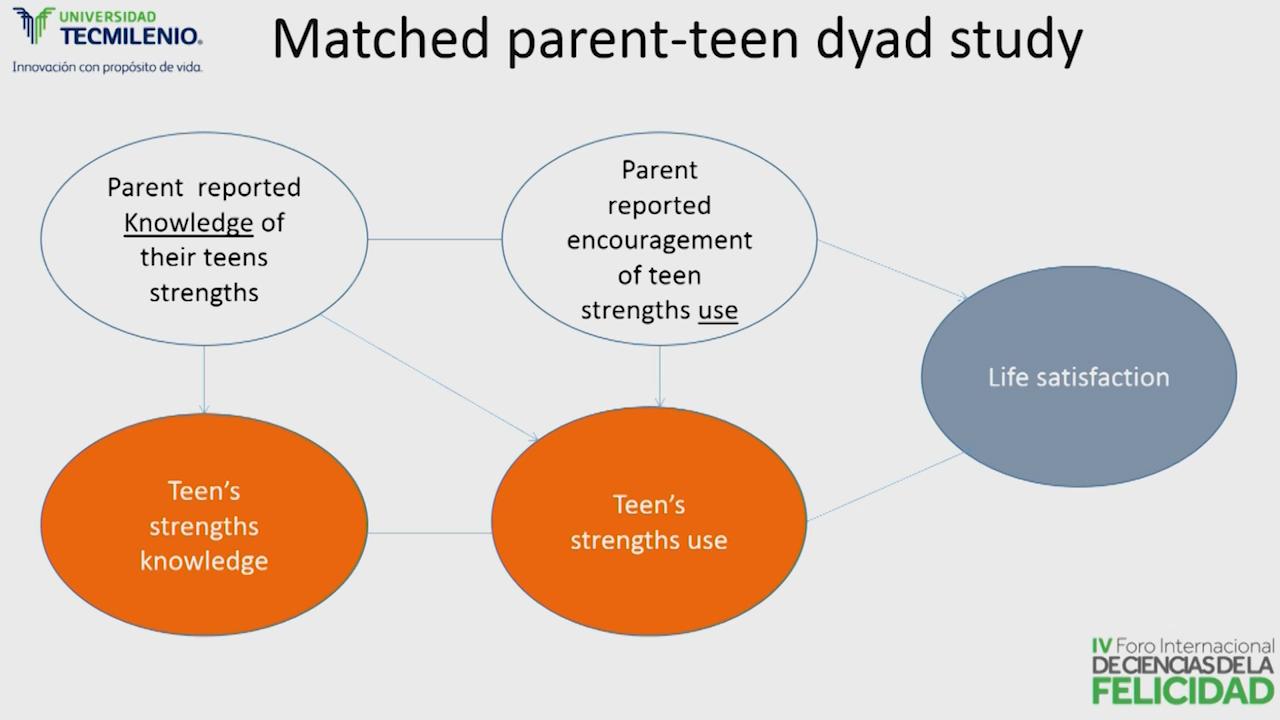 UNIVERSIDAD
TECMILENIO.
Innovación con propósito de vida.
Matched parent-teen dyad study
Parent reported
Knowledge of
their teens
strengths
Parent
reported
encouragement
of teen
strengths use
Life satisfaction
Teen’s
strengths
knowledge
Teen’s
strengths use
IV Foro Internacional
DE CIENCIAS DE LA
FELICIDAD